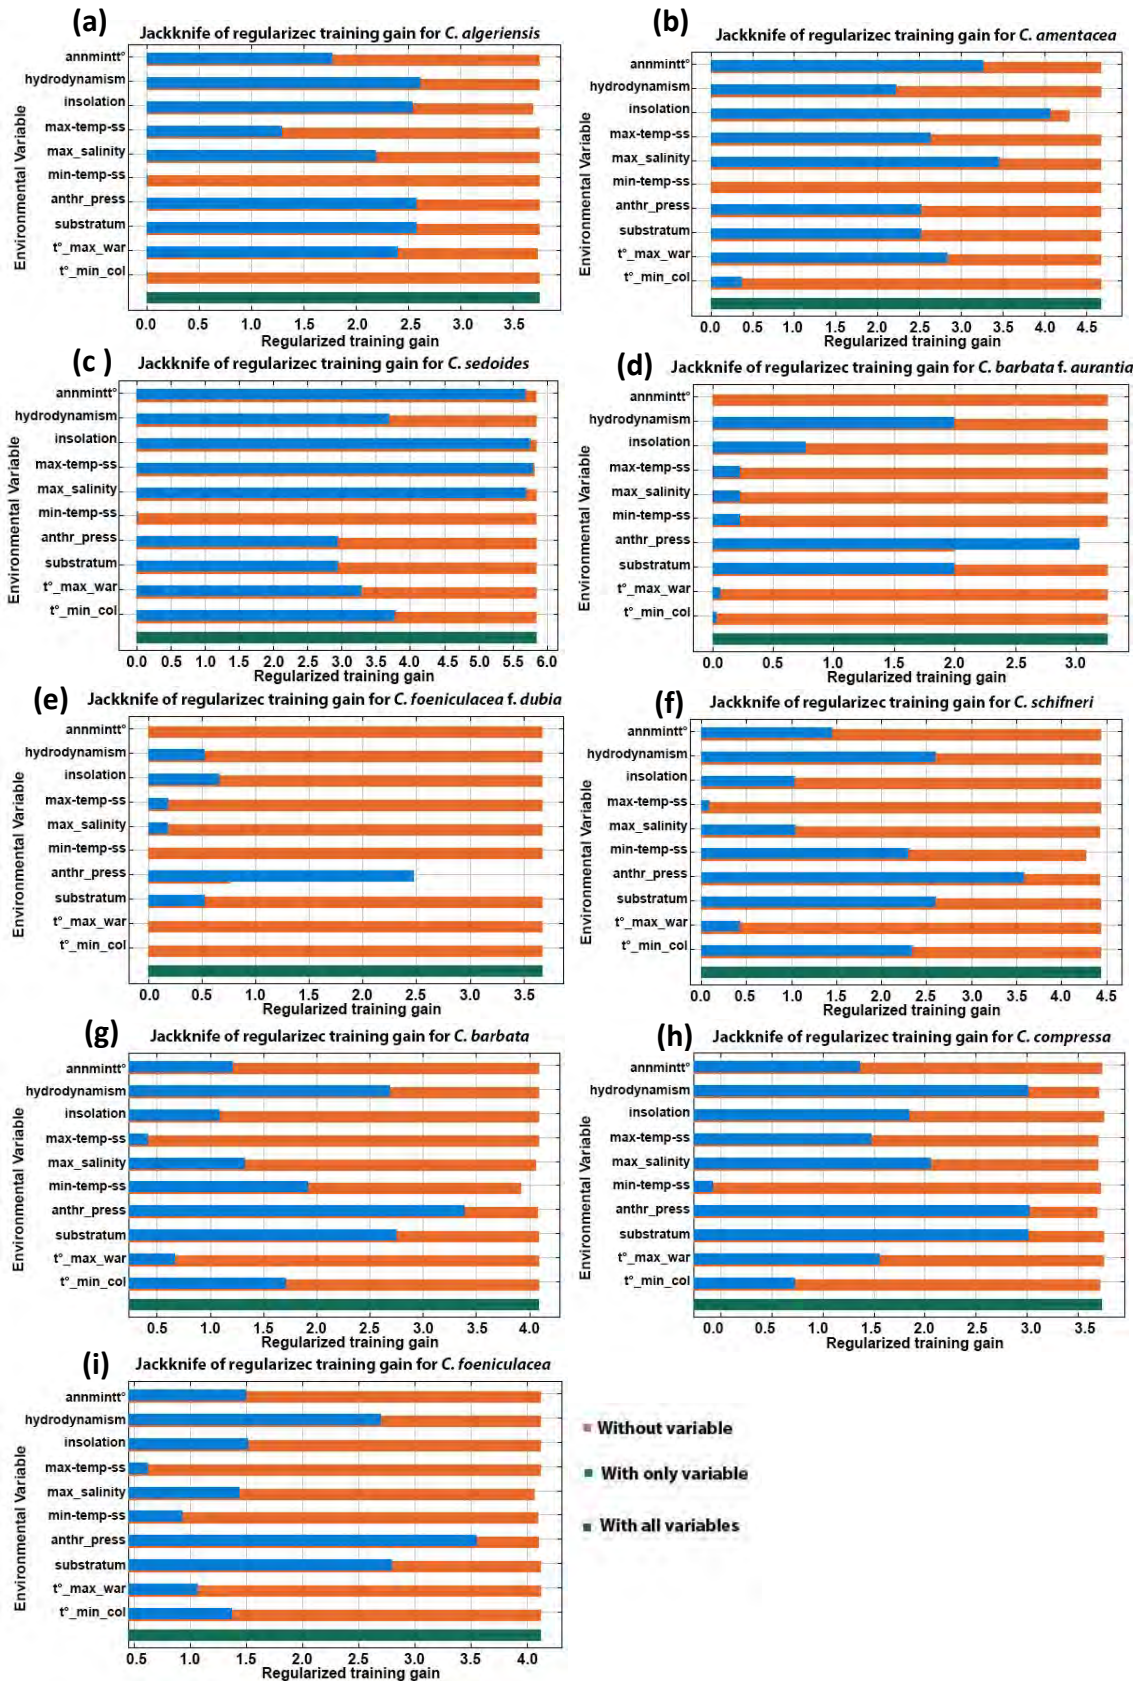 (a)
Jackknife of regularizec training gain for C. algeriensis
Environmental Variable
annmintt°
hydrodynamism
insolation
max-temp-ss
max_salinity
min-temp-ss
anthr_press
substratum
t°_max_war
t°_min_col
0.0 0.5 1.0 1.5 2.0 2.5 3.0 3.5
Regularized training gain
(b)
Jackknife of regularizec training gain for C. amentacea
Environmental Variable
annmintt°
hydrodynamism
insolation
max-temp-ss
max_salinity
min-temp-ss
anthr_press
substratum
t°_max_war
t°_min_col
0.0 0.5 1.0 1.5 2.0 2.5 3.0 3.5 4.0 4.5
Regularized training gain
(c )
Jackknife of regularizec training gain for C. sedoides
Environmental Variable
annmintt°
hydrodynamism
insolation
max-temp-ss
max_salinity
min-temp-ss
anthr_press
substratum
t°_max_war
t°_min_col
0.0 0.5 1.0 1.5 2.0 2.5 3.0 3.5 4.0 4.5 5.0 5.5 6.0
Regularized training gain
(d)
Jackknife of regularizec training gain for C. barbata f. aurantia
Environmental Variable
annmintt°
hydrodynamism
insolation
max-temp-ss
max_salinity
min-temp-ss
anthr_press
substratum
t°_max_war
t°_min_col
0.0 0.5 1.0 1.5 2.0 3.0
Regularized training gain
(e)
Jackknife of regularizec training gain for C. foeniculacea f. dubia
Environmental Variable
annmintt°
hydrodynamism
insolation
max-temp-ss
max_salinity
min-temp-ss
anthr_press
substratum
t°_max_war
t°_min_col
0.0 0.5 1.0 1.5 2.0 2.5 3.0 3.5
Regularized training gain
(f)
Jackknife of regularizec training gain for C. schifneri
Environmental Variable
annmintt°
hydrodynamism
insolation
max-temp-ss
max_salinity
min-temp-ss
anthr_press
substratum
t°_max_war
t°_min_col
0.0 0.5 1.0 1.5 2.0 2.5 3.0 3.5 4.0 4.5
Regularized training gain
(g)
Jackknife of regularizec training gain for C. barbata
Environmental Variable
annmintt°
hydrodynamism
insolation
max-temp-ss
max_salinity
min-temp-ss
anthr_press
substratum
t°_max_war
t°_min_col
0.5 1.0 1.5 2.0 2.5 3.0 3.5 4.0
Regularized training gain
(h)
Jackknife of regularizec training gain for C. compressa
Environmental Variable
annmintt°
hydrodynamism
insolation
max-temp-ss
max_salinity
min-temp-ss
anthr_press
substratum
t°_max_war
t°_min_col
0.0 0.5 1.0 1.5 2.0 2.5 3.0 3.5
Regularized training gain
(i)
Jackknife of regularizec training gain for C. foeniculacea
Environmental Variable
annmintt°
hydrodynamism
insolation
max-temp-ss
max_salinity
min-temp-ss
anthr_press
substratum
t°_max_war
t°_min_col
0.5 1.0 1.5 2.0 2.5 3.0 3.5 4.0
Regularized training gain
Without variable
With only variable
With all variables